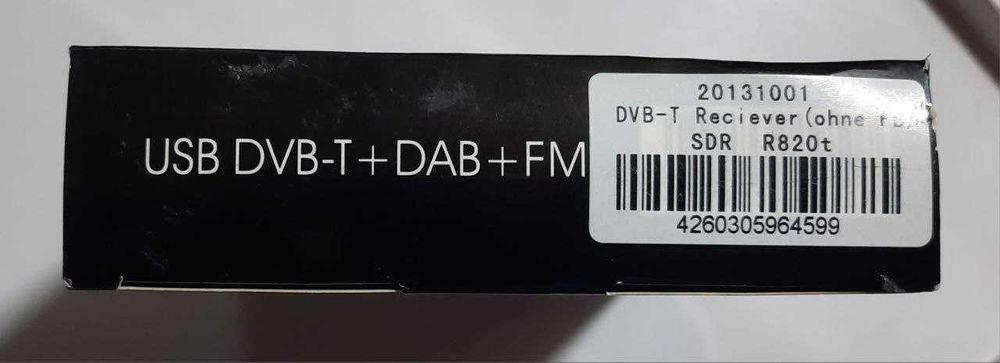 USB DVB-T+DAB+FM
20131001
DVB-T Reciever(ohne
SDR R820t
4260305964599